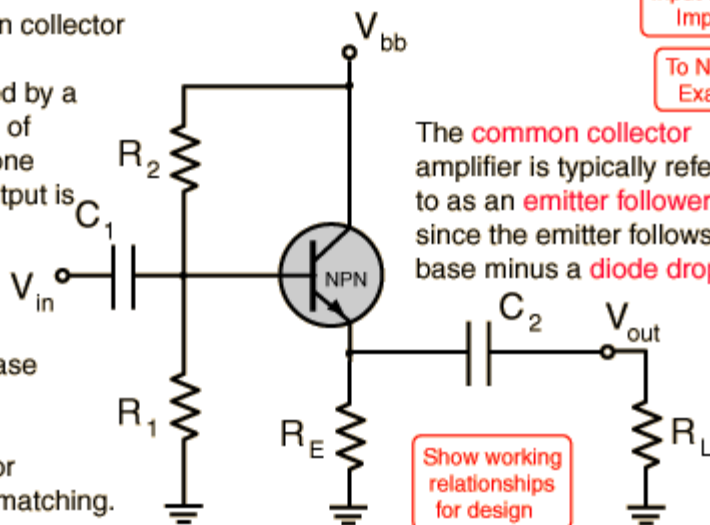 n collector
d by a
of
one
tput is
ase
or
matching.
V bb
R 2
C 1
V in
NPN
R 1
R E
C 2
V out
R L
Imp
To N
Exa
The common collector
amplifier is typically refe
to as an emitter follower
since the emitter follows
base minus a diode drop
Show working
relationships
for design